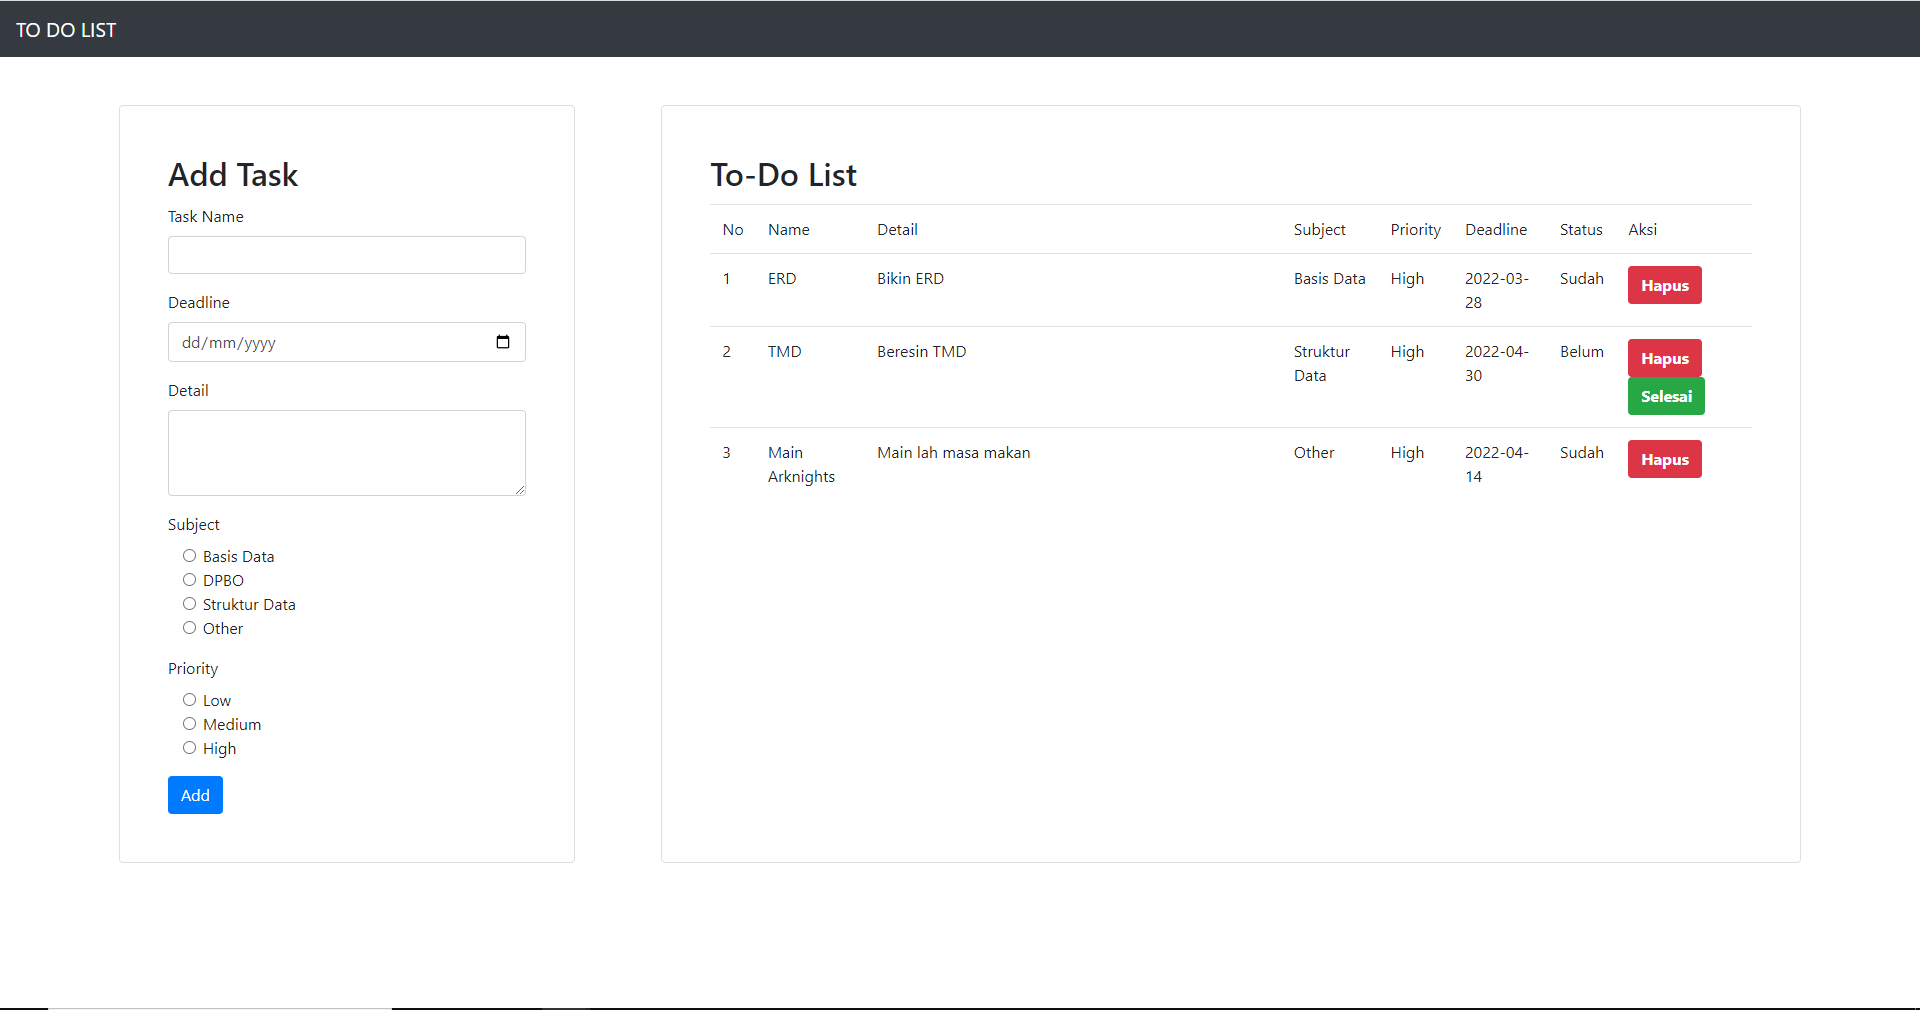 TO DO LIST
Add Task
Task Name
Deadline
dd/mm/yyyy
Detail
Subject
Basis Data
DPBO
Struktur Data
Other
Priority
Low
Medium
High
Add
To-Do List
No Name Detail Subject Priority Deadline Status Aksi
1 ERD Bikin ERD Basis Data High 2022-03- Sudah Hapus
28
2 TMD Beresin TMD Struktur High 2022-04- Belum Hapus
Data 30
Selesai
3 Main Main lah masa makan Other High 2022-04- Sudah Hapus
Arknights 14